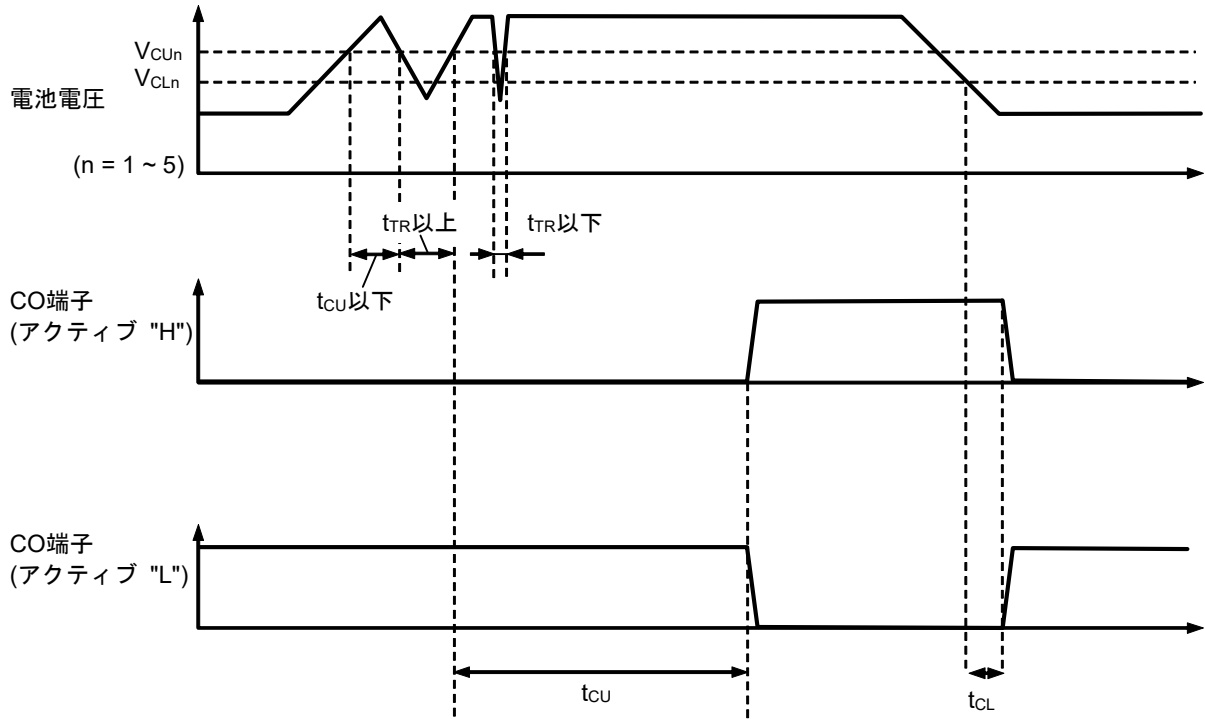 VCUn
VCLn
電池電圧
(n = 1 ~ 5)
tTR以上
tTR以下
tCU以下
CO端子
(アクティブ "H")
CO端子
(アクティブ "L")
tCU
tCL